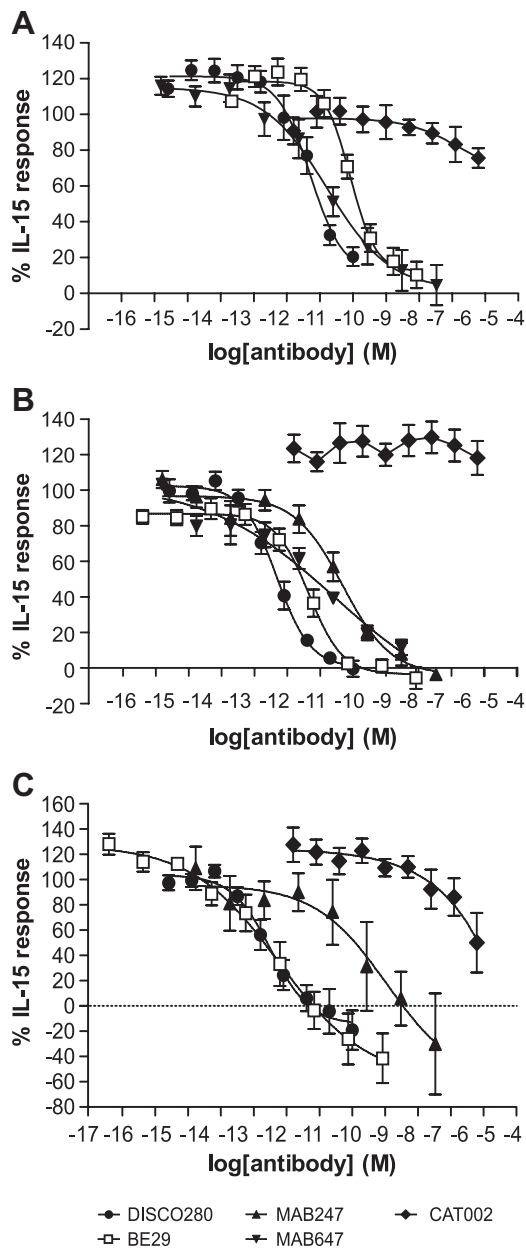 A
140
120
100
80
60
40
20
0
-20
% IL-15 response
-16 -15 -14 -13 -12 -11 -10 -9 -8 -7 -6 -5 -4
log[antibody] (M)
B
140
120
100
80
60
40
20
0
-20
% IL-15 response
-16 -15 -14 -13 -12 -11 -10 -9 -8 -7 -6 -5 -4
log[antibody] (M)
C
160
140
120
100
80
60
40
20
0
-20
-40
-60
-80
% IL-15 response
-17 -16 -15 -14 -13 -12 -11 -10 -9 -8 -7 -6 -5 -4
log[antibody] (M)
DISCO280 MAB247 CAT002
BE29 MAB647